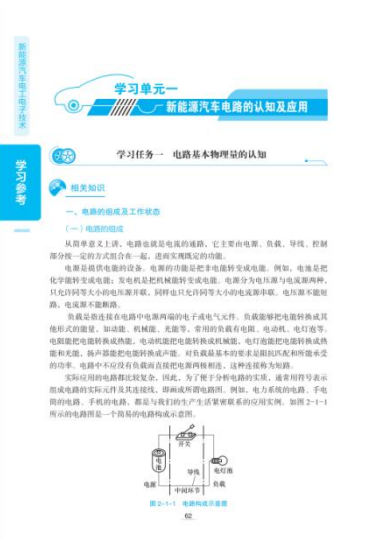 新能源汽车电工电子技术
学习参考
学习单元一
新能源汽车电路的认知及应用
学习任务一 电路基本物理量的认知
相关知识
一、电路的组成及工作状态
（一）电路的组成
从简单意义上讲，电路也就是电流的通路，它主要由电源、负载、导线、控制
部分按一定的方式组合在一起，进而实现既定的功能。
电源是提供电能的设备。电源的功能是把非电能转变成电能，例如，电池是把
化学能转变成电能；发电机是把机械能转变成电能。电源分为电压源与电流源两种，
只允许同等大小的电压源并联，同样也只允许同等大小的电流源串联，电压源不能短
路，电流源不能断路。
负载是指连接在电路中电源两端的电子或电气元件。负载能够把电能转换成其
他形式的能量，如动能、机械能、光能等，常用的负载有电阻、电动机、电灯泡等。
电阻能把电能转换成热能，电动机能把电能转换成机械能，电灯泡能把电能转换成热
能和光能，扬声器能把电能转换成声能。对负载最基本的要求是阻抗匹配和所能承受
的功率。电路中不应没有负载而直接把电源两极相连，这种连接称为短路。
实际应用的电路都比较复杂，因此，为了便于分析电路的实质，通常用符号表示
组成电路的实际元件及其连接线，即画成所谓电路图。例如，电力系统的电路、手电
筒的电路、手机的电路，都是与我们的生产生活紧密联系的应用实例。如图 2-1-1
所示的电路图是一个简易的电路构成示意图。
开关
电池
导线
电灯泡
电源
中间环节
负载
图 2-1-1 电路构成示意图
62